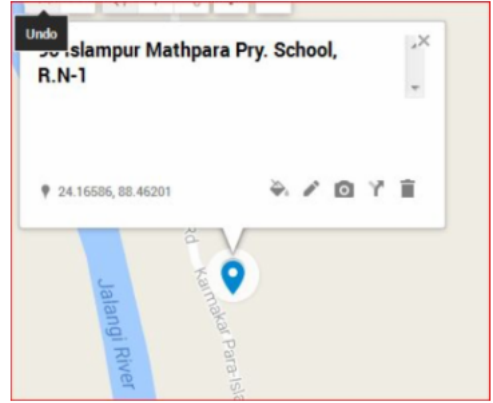 Undo
Islampur Mathpara Pry. School,
R.N-1
24.16586, 88.46201
Rd
Karmakar Para-Isla
Jalangi River